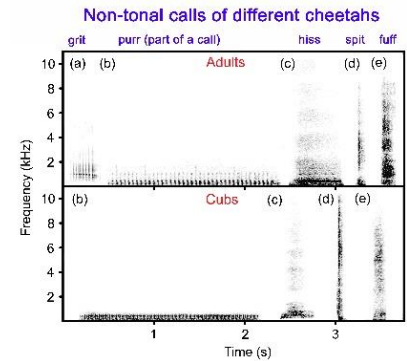 Non-tonal calls of different cheetahs
grit purr (part of a call) hiss spit fuff
(a) (b) Adults (c) (d) (e)
10
8
6
4
2
(b) Cubs (c) (d) (e)
10
8
6
4
2
Frequency (kHz)
1 2 3
Time (s)